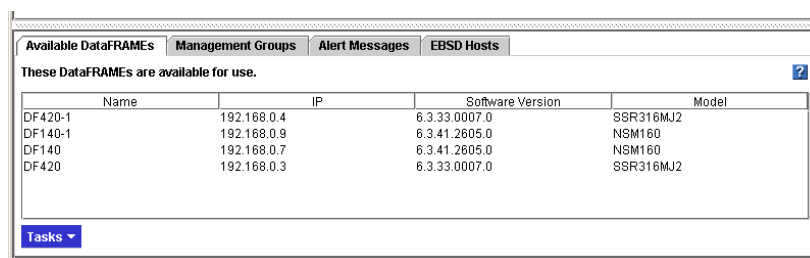 Available DataFRAMEs Management Groups Alert Messages EBSD Hosts
These DataFRAMEs are available for use. ?
Name IP Software Version Model
DF420-1 192.168.0.4 6.3.33.0007.0 SSR316MJ2
DF140-1 192.168.0.9 6.3.41.2605.0 NSM160
DF140 192.168.0.7 6.3.41.2605.0 NSM160
DF420 192.168.0.3 6.3.33.0007.0 SSR316MJ2
Tasks